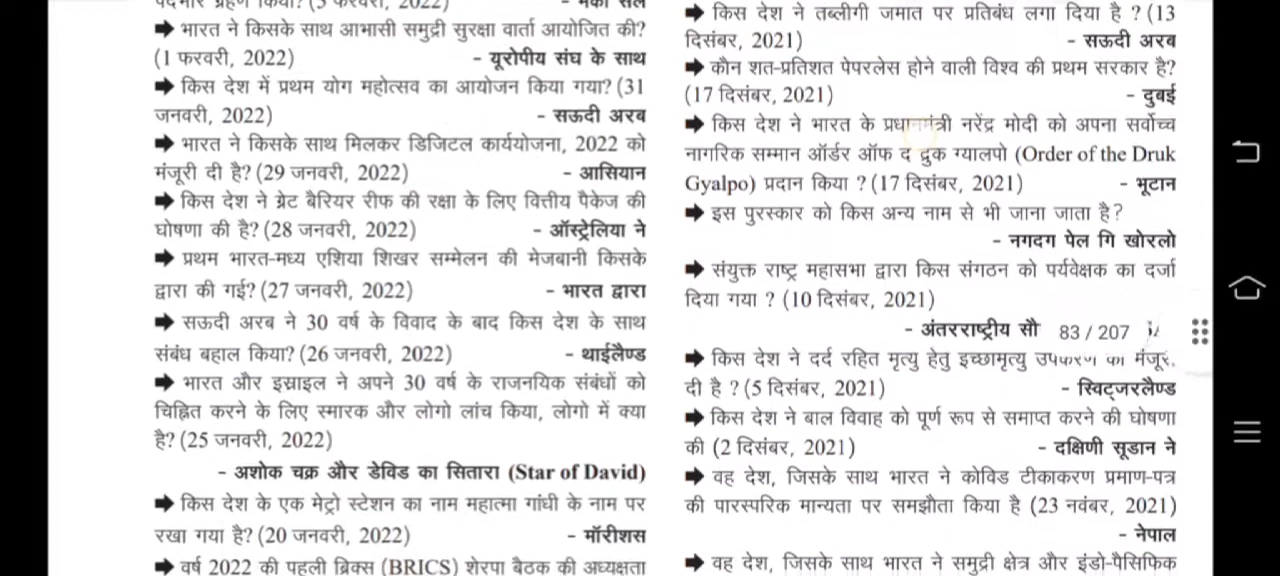 पदभार ग्रहण किया? (3 फरवरी, 2022) - मैकी सॉल
➡ भारत ने किसके साथ आभासी समुद्री सुरक्षा वार्ता आयोजित की?
(1 फरवरी, 2022) - यूरोपीय संघ के साथ
➡ किस देश में प्रथम योग महोत्सव का आयोजन किया गया? (31
जनवरी, 2022) - सऊदी अरब
➡ भारत ने किसके साथ मिलकर डिजिटल कार्ययोजना, 2022 को
मंजूरी दी है? (29 जनवरी, 2022) - आसियान
➡ किस देश ने ग्रेट बैरियर रीफ की रक्षा के लिए वित्तीय पैकेज की
घोषणा की है? (28 जनवरी, 2022) - ऑस्ट्रेलिया ने
➡ प्रथम भारत-मध्य एशिया शिखर सम्मेलन की मेजबानी किसके
द्वारा की गई? (27 जनवरी, 2022) - भारत द्वारा
➡ सऊदी अरब ने 30 वर्ष के विवाद के बाद किस देश के साथ
संबंध बहाल किया? (26 जनवरी, 2022) - थाईलैण्ड
➡ भारत और इस्राइल ने अपने 30 वर्ष के राजनयिक संबंधों को
चिह्नित करने के लिए स्मारक और लोगो लांच किया, लोगो में क्या
है? (25 जनवरी, 2022)
- अशोक चक्र और डेविड का सितारा (Star of David)
➡ किस देश के एक मेट्रो स्टेशन का नाम महात्मा गांधी के नाम पर
रखा गया है? (20 जनवरी, 2022) - मॉरीशस
➡ वर्ष 2022 की पहली ब्रिक्स (BRICS) शेरपा बैठक की अध्यक्षता
➡ किस देश ने तब्लीगी जमात पर प्रतिबंध लगा दिया है ? (13
दिसंबर, 2021) - सऊदी अरब
➡ कौन शत-प्रतिशत पेपरलेस होने वाली विश्व की प्रथम सरकार है?
(17 दिसंबर, 2021) - दुबई
➡ किस देश ने भारत के प्रधानमंत्री नरेंद्र मोदी को अपना सर्वोच्च
नागरिक सम्मान ऑर्डर ऑफ द द्रुक ग्यालपो (Order of the Druk
Gyalpo) प्रदान किया ? (17 दिसंबर, 2021) - भूटान
➡ इस पुरस्कार को किस अन्य नाम से भी जाना जाता है?
- नगदग पेल गि खोरलो
➡ संयुक्त राष्ट्र महासभा द्वारा किस संगठन को पर्यवेक्षक का दर्जा
दिया गया ? (10 दिसंबर, 2021)
- अंतरराष्ट्रीय सौ 83 / 207
➡ किस देश ने दर्द रहित मृत्यु हेतु इच्छामृत्यु उपकरण को मंजूर
दी है ? (5 दिसंबर, 2021) - स्विट्जरलैण्ड
➡ किस देश ने बाल विवाह को पूर्ण रूप से समाप्त करने की घोषणा
की (2 दिसंबर, 2021) - दक्षिणी सूडान ने
➡ वह देश, जिसके साथ भारत ने कोविड टीकाकरण प्रमाण-पत्र
की पारस्परिक मान्यता पर समझौता किया है (23 नवंबर, 2021)
- नेपाल
➡ वह देश, जिसके साथ भारत ने समुद्री क्षेत्र और इंडो-पैसिफिक